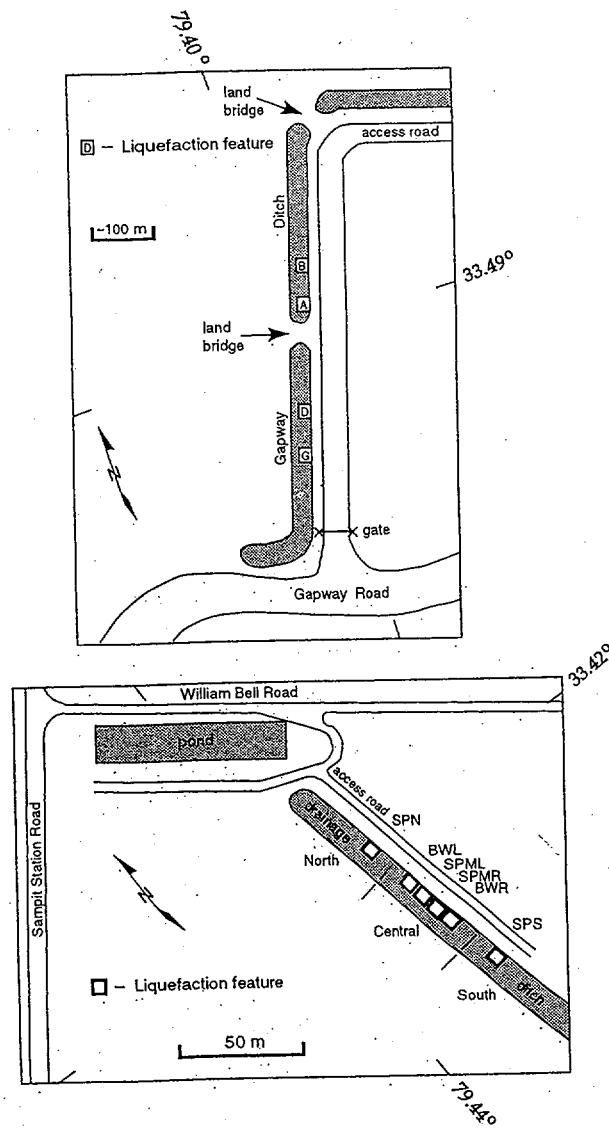 79.40°
land
bridge
access road
D – Liquefaction feature
Ditch
~100 m
B
33.49°
A
land
bridge
D
Gapway
G
N
gate
Gapway Road
33.42°
William Bell Road
pond
access road
SPN
drainage
BWL
North
SPML
SPMR
BWR
Sampit Station Road
N
Central
SPS
– Liquefaction feature
South
ditch
50 m
79.44°